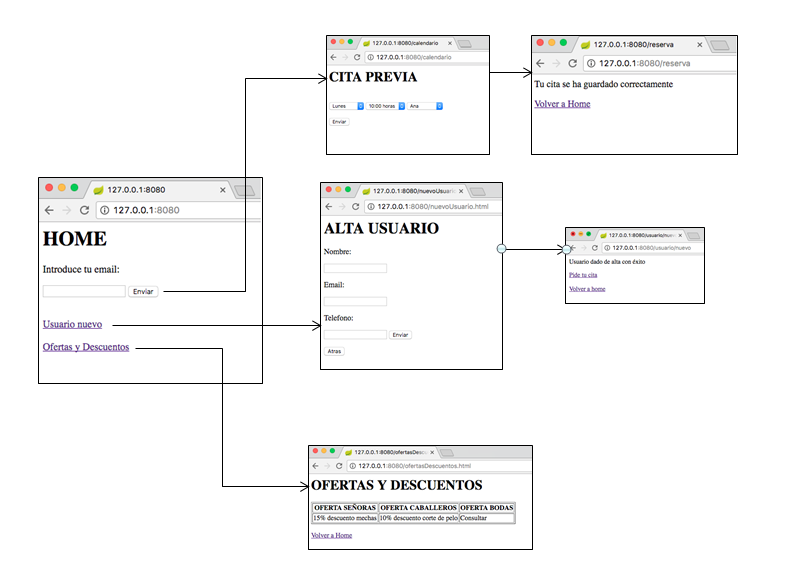 127.0.0.1:8080/calendario
127.0.0.1:8080/calendario
CITA PREVIA
Lunes 10:00 horas Ana
Enviar
127.0.0.1:8080/reserva
127.0.0.1:8080/reserva
Tu cita se ha guardado correctamente
Volver a Home
127.0.0.1:8080
127.0.0.1:8080
HOME
Introduce tu email:
Enviar
Usuario nuevo
Ofertas y Descuentos
127.0.0.1:8080/nuevoUsuario
127.0.0.1:8080/nuevoUsuario.html
ALTA USUARIO
Nombre:
Email:
Telefono:
Enviar
Atras
127.0.0.1:8080/usuario/nuev
127.0.0.1:8080/usuario/nuevo
Usuario dado de alta con éxito
Pide tu cita
Volver a home
127.0.0.1:8080/ofertasDescu
127.0.0.1:8080/ofertasDescuentos.html
OFERTAS Y DESCUENTOS
OFERTA SEÑORAS OFERTA CABALLEROS OFERTA BODAS
15% descuento mechas 10% descuento corte de pelo Consultar
Volver a Home